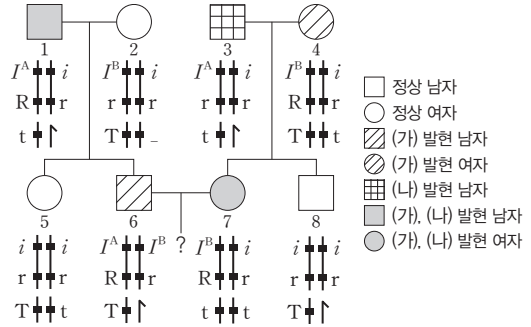 1 2 3 4
I^A i I^B i I^A i I^B i
R r r r r r R r
t T _ t T t
정상 남자
정상 여자
(가) 발현 남자
(가) 발현 여자
(나) 발현 남자
(가), (나) 발현 남자
(가), (나) 발현 여자
5 6 ? 7 8
i i I^A I^B I^B i i i
r r R r R r r r
T t T t t T